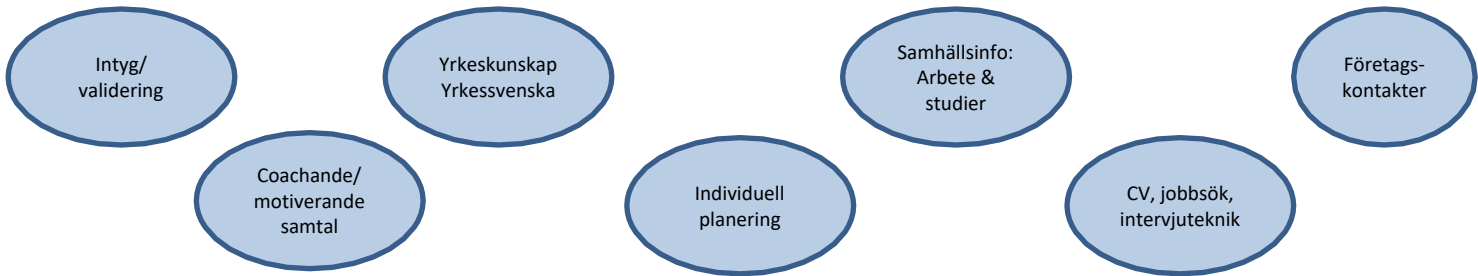 Intyg/
validering
Yrkeskunskap
Yrkessvenska
Samhällsinfo:
Arbete &
studier
Företags-
kontakter
Coachande/
motiverande
samtal
Individuell
planering
CV, jobbsök,
intervjuteknik